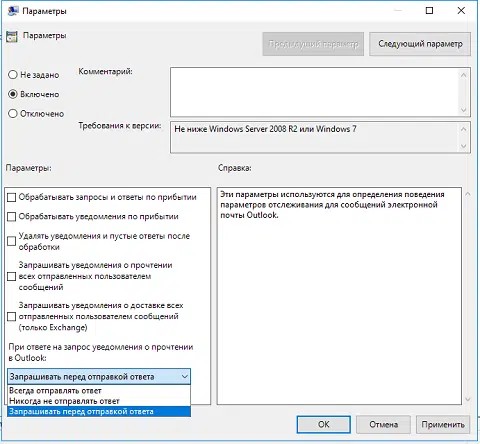 Параметры
Параметры
Предыдущий параметр
Следующий параметр
Не задано
Комментарий:
Включено
Отключено
Требования к версии:
Не ниже Windows Server 2008 R2 или Windows 7
Параметры:
Справка:
Обрабатывать запросы и ответы по прибытии
Обрабатывать уведомления по прибытии
Удалять уведомления и пустые ответы после
обработки
Запрашивать уведомления о прочтении
всех отправленных пользователем
сообщений
Запрашивать уведомления о доставке всех
отправленных пользователем сообщений
(только Exchange)
При ответе на запрос уведомления о прочтении
в Outlook:
Запрашивать перед отправкой ответа
Всегда отправлять ответ
Никогда не отправлять ответ
Запрашивать перед отправкой ответа
Эти параметры используются для определения поведения
параметров отслеживания для сообщений электронной
почты Outlook.
ОК
Отмена
Применить